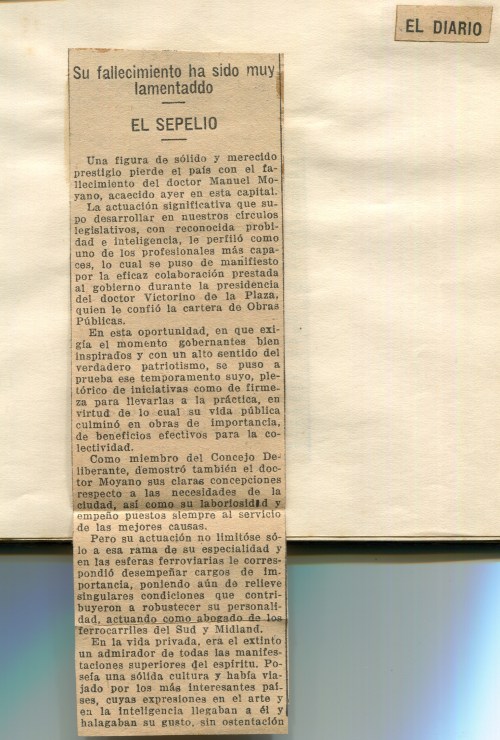 EL DIARIO
Su fallecimiento ha sido muy
lamentaddo
EL SEPELIO
Una figura de sólido y merecido
prestigio pierde el país con el fa-
llecimiento del doctor Manuel Mo-
yano, acaecido ayer en esta capital.
La actuación significativa que su-
po desarrollar en nuestros círculos
legislativos, con reconocida probi-
dad e inteligencia, le perfiló como
uno de los profesionales más capa-
ces, lo cual se puso de manifiesto
por la eficaz colaboración prestada
al gobierno durante la presidencia
del doctor Victorino de la Plaza,
quien le confió la cartera de Obras
Públicas.
En esta oportunidad, en que exi-
gía el momento gobernantes bien
inspirados y con un alto sentido del
verdadero patriotismo, se puso a
prueba ese temperamento suyo, ple-
tórico de iniciativas como de firme-
za para llevarlas a la práctica, en
virtud de lo cual su vida pública
culminó en obras de importancia,
de beneficios efectivos para la co-
lectividad.
Como miembro del Concejo De-
liberante, demostró también el doc-
tor Moyano sus claras concepciones
respecto a las necesidades de la
ciudad, así como su laboriosidad y
empeño puestos siempre al servicio
de las mejores causas.
Pero su actuación no limitóse só-
lo a esa rama de su especialidad y
en las esferas ferroviarias le corres-
pondió desempeñar cargos de im-
portancia, poniendo aún de relieve
singulares condiciones que contri-
buyeron a robustecer su personali-
dad, actuando como abogado de los
ferrocarriles del Sud y Midland.
En la vida privada, era el extinto
un admirador de todas las manifes-
taciones superiores del espíritu. Po-
seía una sólida cultura y había via-
jado por los más interesantes paí-
ses, cuyas expresiones en el arte y
en la inteligencia llegaban a él y
halagaban su gusto, sin ostentación